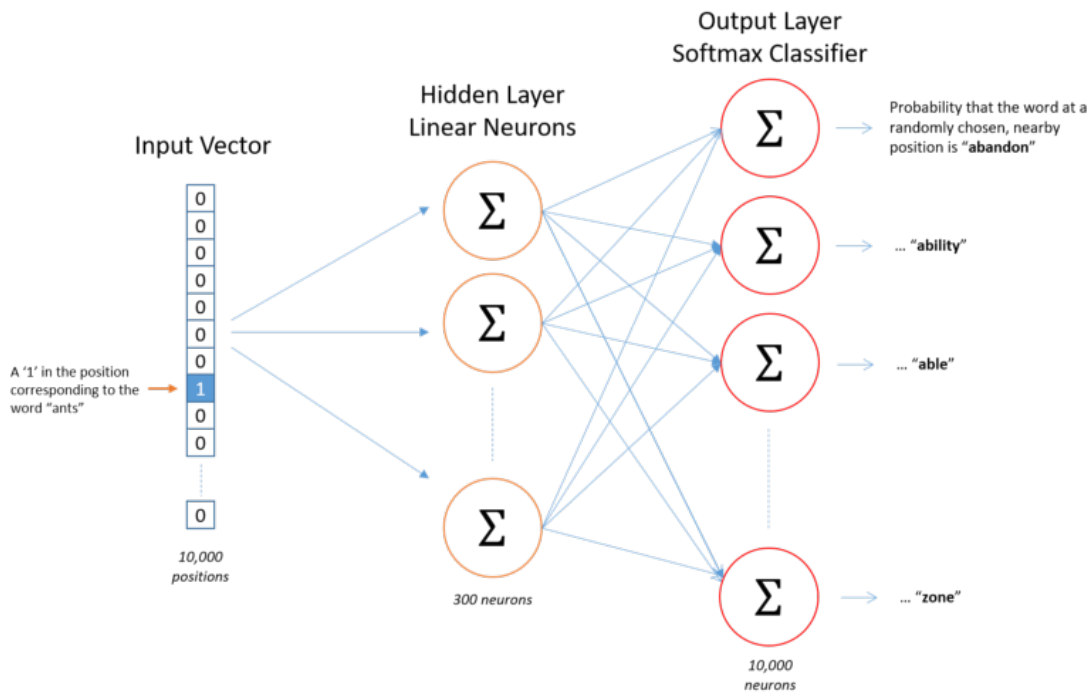 Output Layer
Softmax Classifier
Hidden Layer
Linear Neurons
Input Vector
0
0
0
0
0
0
0
1
0
0
0
A ‘1’ in the position
corresponding to the
word “ants”
10,000
positions
Σ
Σ
Σ
300 neurons
Σ
Σ
Σ
Σ
10,000
neurons
Probability that the word at a
randomly chosen, nearby
position is “abandon”
... “ability”
... “able”
... “zone”